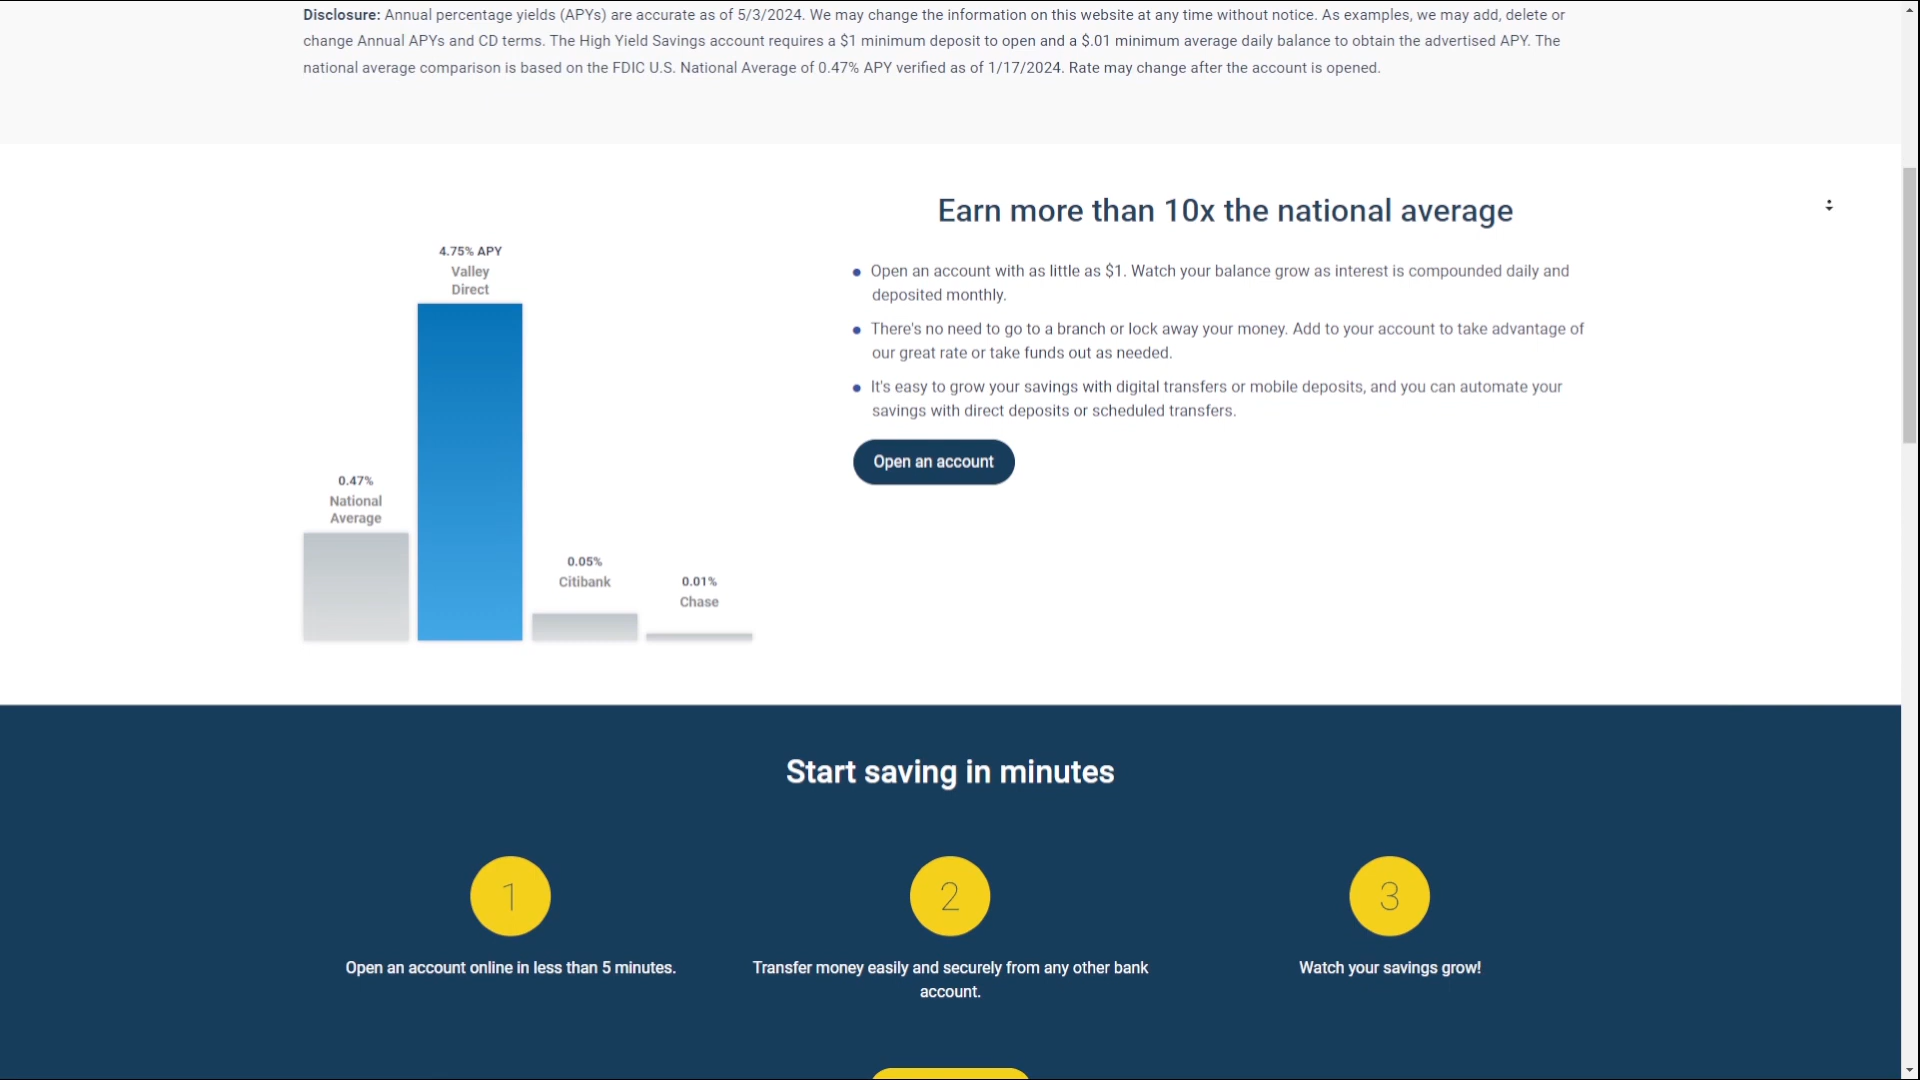 Disclosure: Annual percentage yields (APYs) are accurate as of 5/3/2024. We may change the information on this website at any time without notice. As examples, we may add, delete or
change Annual APYs and CD terms. The High Yield Savings account requires a $1 minimum deposit to open and a $.01 minimum average daily balance to obtain the advertised APY. The
national average comparison is based on the FDIC U.S. National Average of 0.47% APY verified as of 1/17/2024. Rate may change after the account is opened.
4.75% APY
Valley
Direct
0.47%
National
Average
0.05%
Citibank
0.01%
Chase
Earn more than 10x the national average
Open an account with as little as $1. Watch your balance grow as interest is compounded daily and
deposited monthly.
There's no need to go to a branch or lock away your money. Add to your account to take advantage of
our great rate or take funds out as needed.
It's easy to grow your savings with digital transfers or mobile deposits, and you can automate your
savings with direct deposits or scheduled transfers.
Open an account
Start saving in minutes
1
Open an account online in less than 5 minutes.
2
Transfer money easily and securely from any other bank
account.
3
Watch your savings grow!